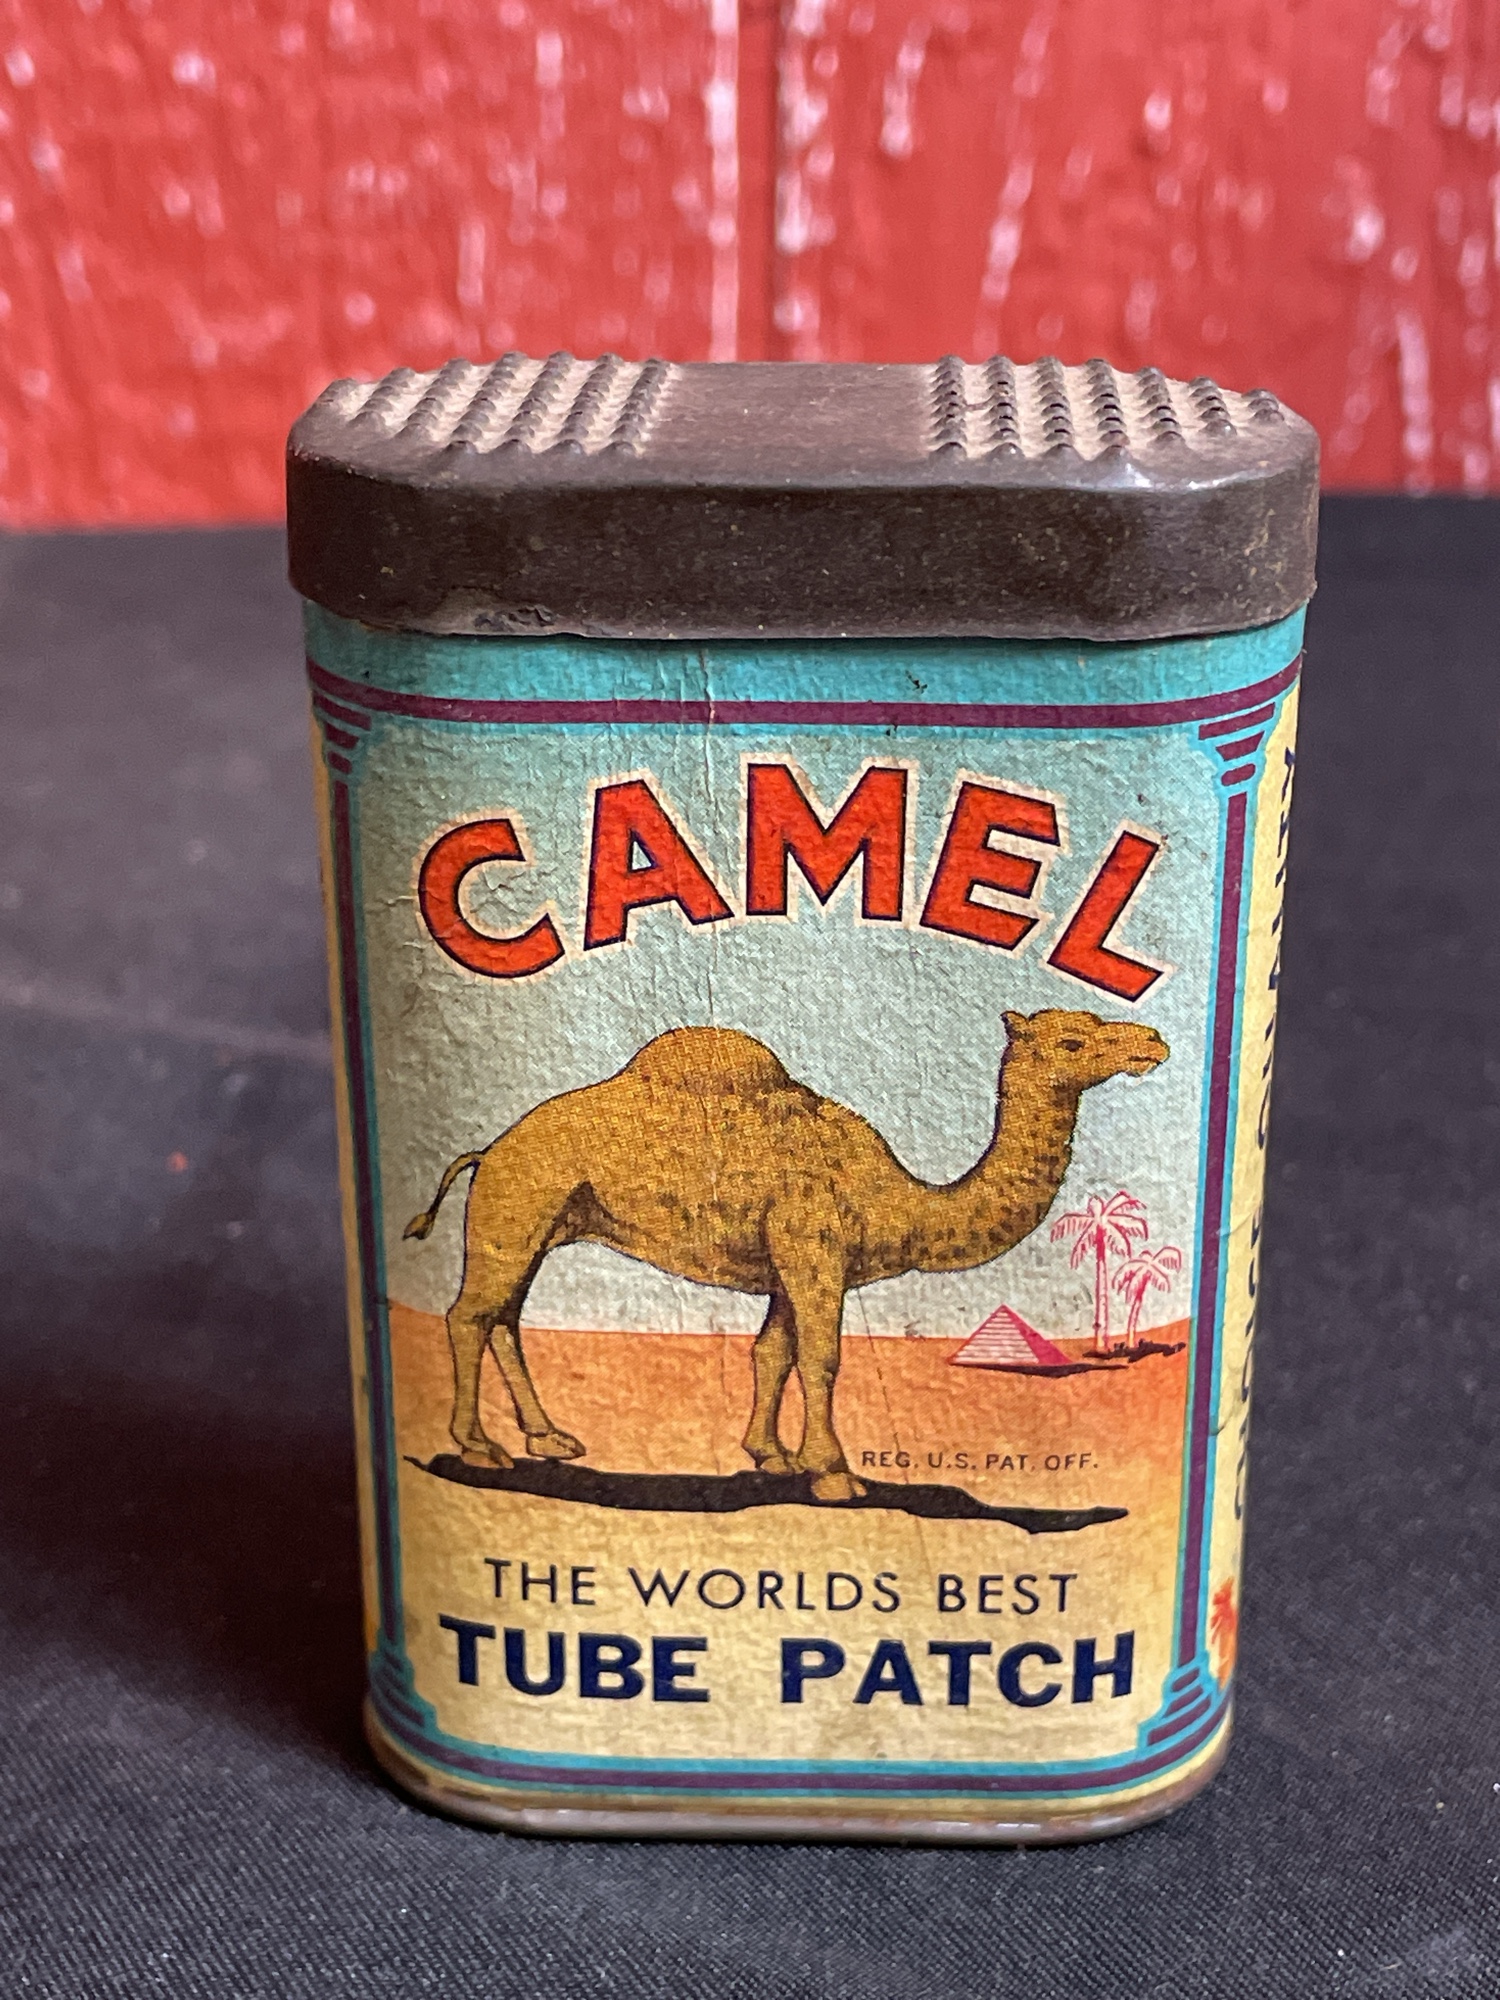 CAMEL
REG. U.S. PAT. OFF.
THE WORLDS BEST
TUBE PATCH